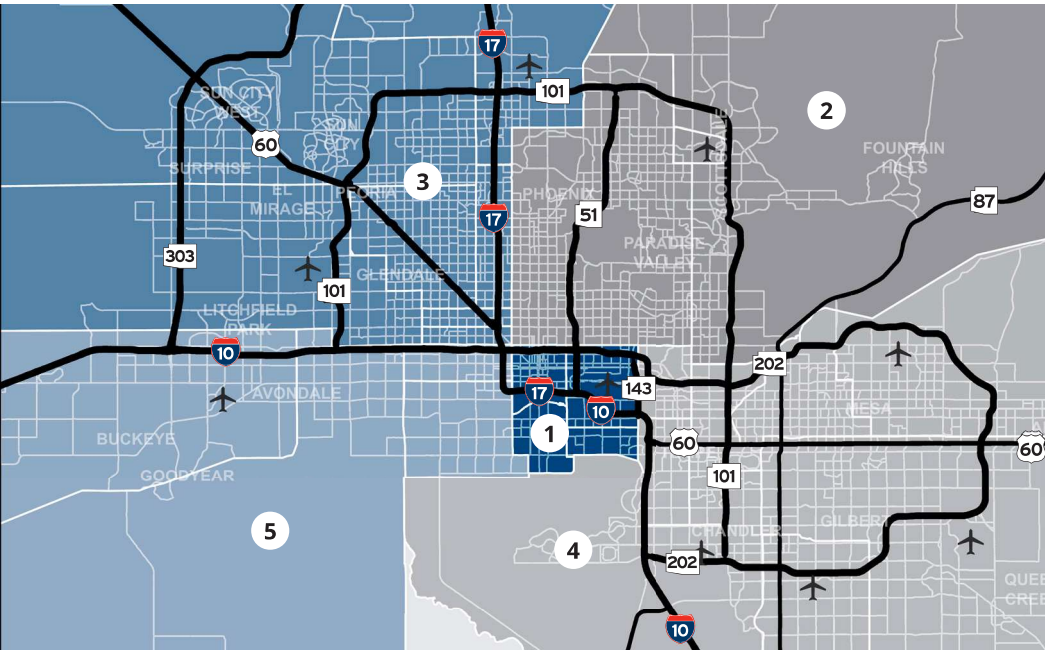 17
101
2
SUN CITY
WEST
SUN
CITY
60
FOUNTAIN
HILLS
SURPRISE
3
PEORIA
EL
MIRAGE
PHOENIX
87
17
51
303
PARADISE
VALLEY
GLENDALE
101
LITCHFIELD
PARK
10
202
17
143
AVONDALE
10
MESA
1
BUCKEYE
60
60
GOODYEAR
101
5
4
CHANDLER
GILBERT
202
QUEE
CREE
10